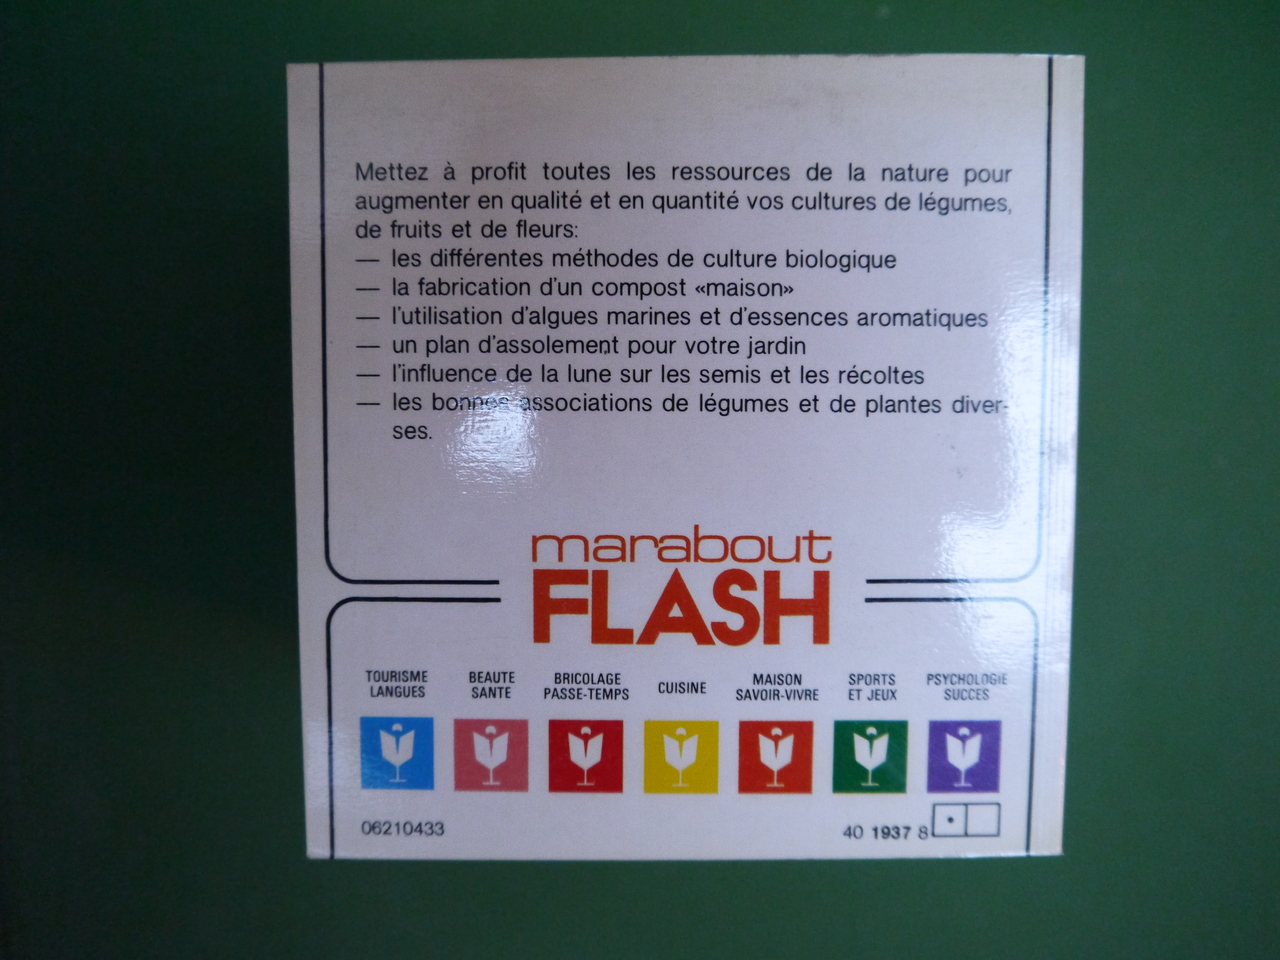 Mettez à profit toutes les ressources de la nature pour
augmenter en qualité et en quantité vos cultures de légumes,
de fruits et de fleurs:
— les différentes méthodes de culture biologique
— la fabrication d'un compost «maison»
— l'utilisation d'algues marines et d'essences aromatiques
— un plan d'assolement pour votre jardin
— l'influence de la lune sur les semis et les récoltes
— les bonnes associations de légumes et de plantes diver-
ses.
marabout
FLASH
TOURISME
LANGUES
BEAUTE
SANTE
BRICOLAGE
PASSE-TEMPS
CUISINE
MAISON
SAVOIR-VIVRE
SPORTS
ET JEUX
PSYCHOLOGIE
SUCCES
06210433
40 1937 8